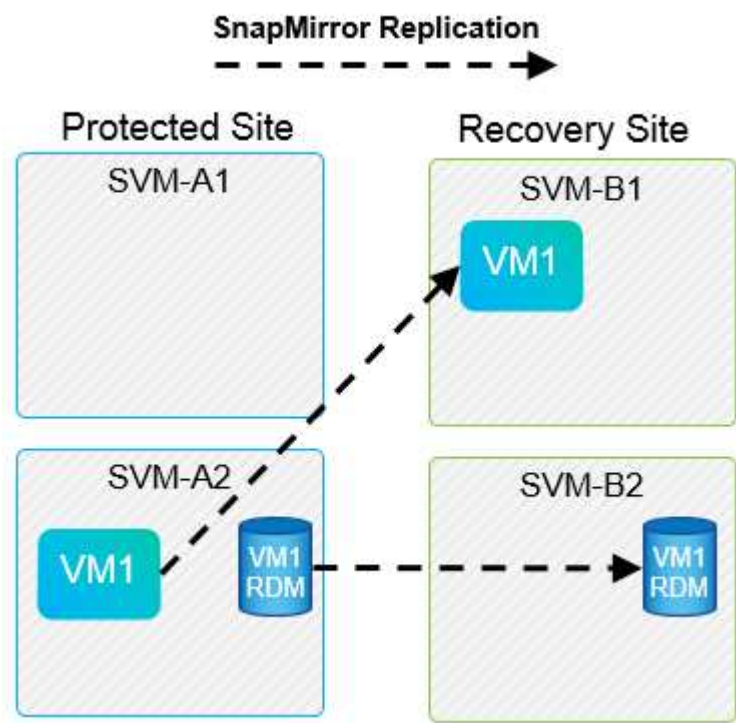 SnapMirror Replication
Protected Site
Recovery Site
SVM-A1
SVM-B1
VM1
SVM-A2
SVM-B2
VM1
VM1
RDM
VM1
RDM